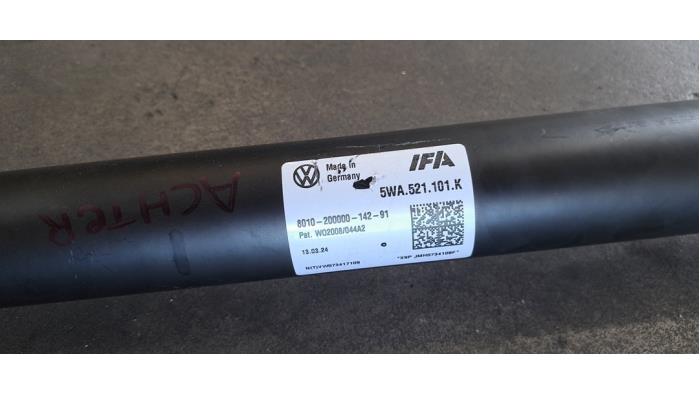 ACHTER
Made in
Germany
IFA
5WA.521.101.K
8010-200000-142-91
Pat. WO2008/044A2
13.03.24